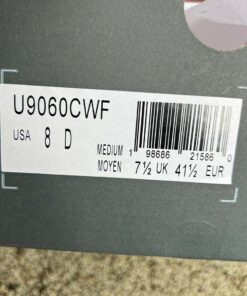 U9060CWF
USA 8 D
MEDIUM 1 98686 21586 0
MOYEN 7½ UK 41½ EUR